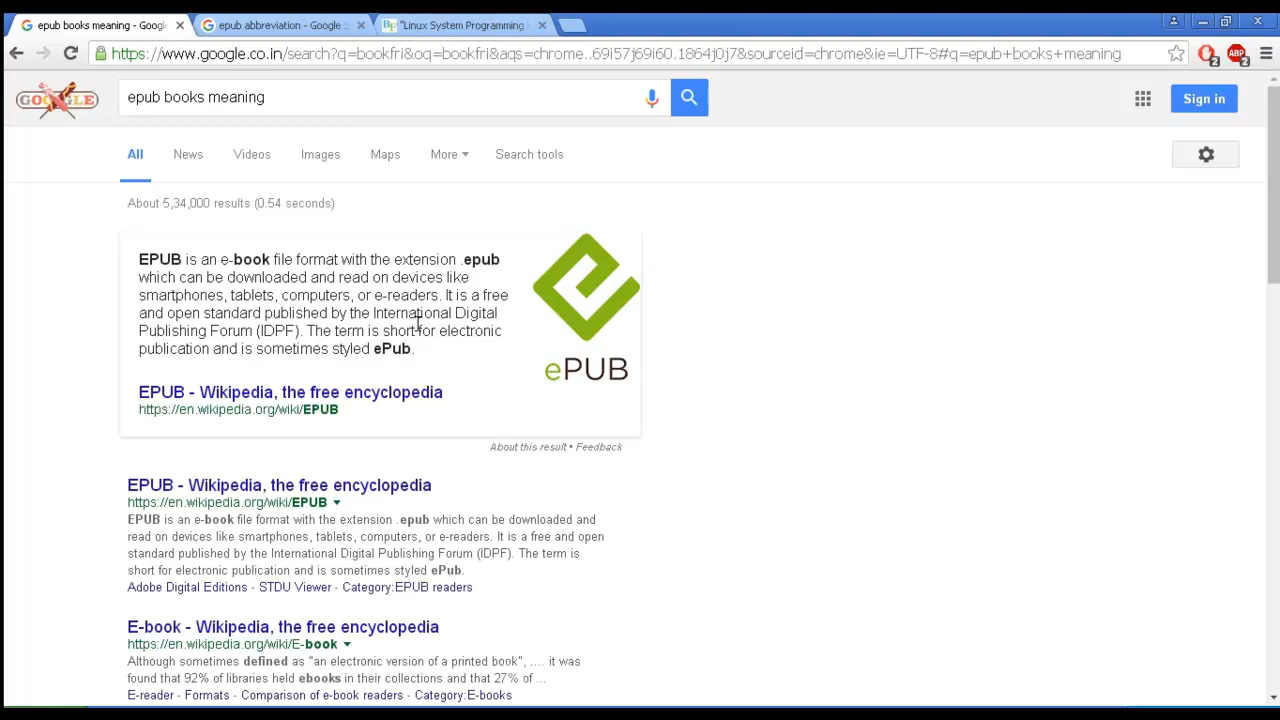 epub books meaning - Goog
epub abbreviation - Google S
"Linux System Programming
https://www.google.co.in/search?q=bookfri&oq=bookfri&aqs=chrome..69i57j69i60.1864j0j7&sourceid=chrome&ie=UTF-8#q=epub+books+meaning
2
ABP
2
GOOGLE
epub books meaning
Sign in
All
News
Videos
Images
Maps
More
Search tools
About 5,34,000 results (0.54 seconds)
EPUB is an e-book file format with the extension .epub
which can be downloaded and read on devices like
smartphones, tablets, computers, or e-readers. It is a free
and open standard published by the International Digital
Publishing Forum (IDPF). The term is short for electronic
publication and is sometimes styled ePub.
ePUB
EPUB - Wikipedia, the free encyclopedia
https://en.wikipedia.org/wiki/EPUB
About this result • Feedback
EPUB - Wikipedia, the free encyclopedia
https://en.wikipedia.org/wiki/EPUB
EPUB is an e-book file format with the extension .epub which can be downloaded and
read on devices like smartphones, tablets, computers, or e-readers. It is a free and open
standard published by the International Digital Publishing Forum (IDPF). The term is
short for electronic publication and is sometimes styled ePub.
Adobe Digital Editions - STDU Viewer - Category:EPUB readers
E-book - Wikipedia, the free encyclopedia
https://en.wikipedia.org/wiki/E-book
Although sometimes defined as "an electronic version of a printed book", .... it was
found that 92% of libraries held ebooks in their collections and that 27% of ...
E-reader - Formats - Comparison of e-book readers - Category:E-books